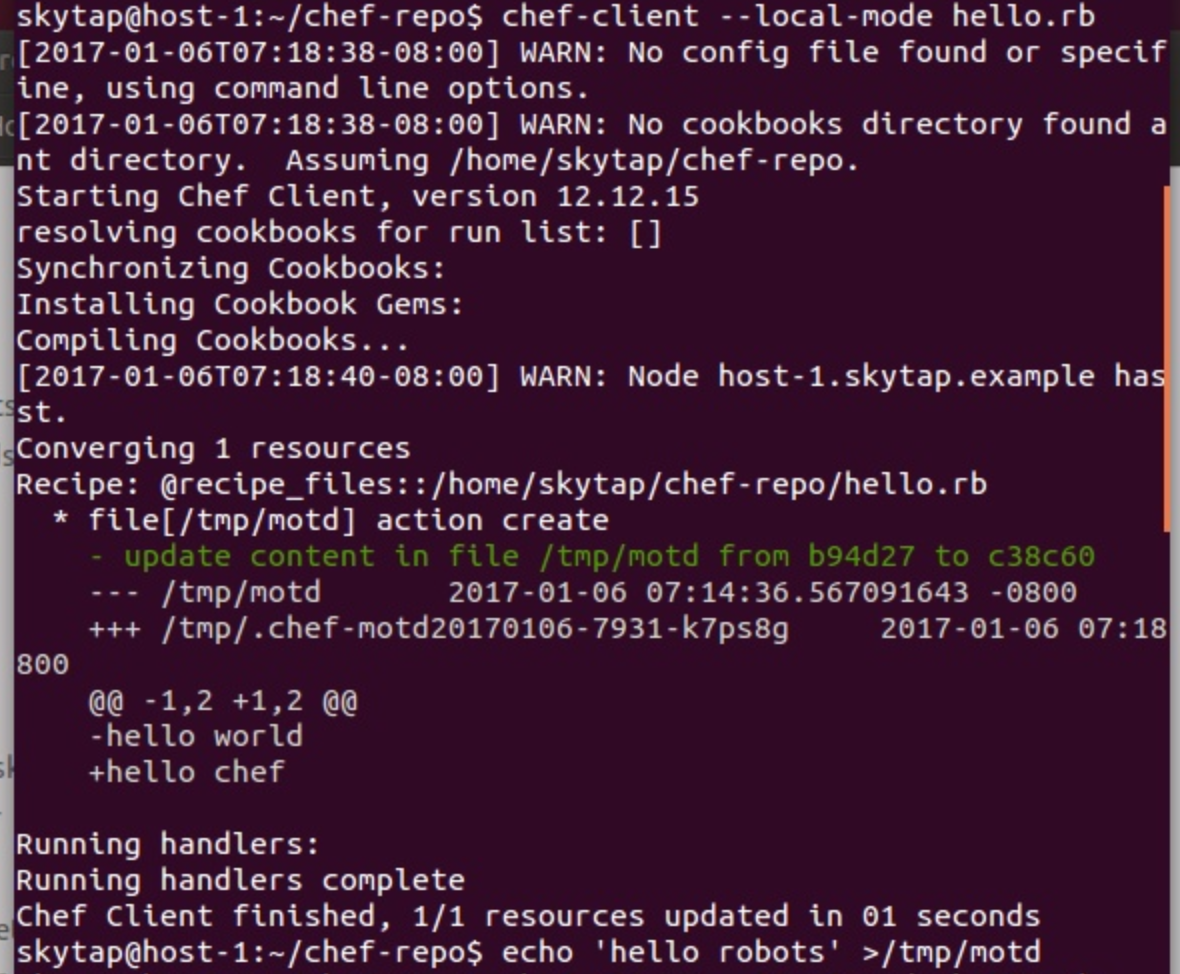 skytap@host-1:~/chef-repo$ chef-client --local-mode hello.rb
[2017-01-06T07:18:38-08:00] WARN: No config file found or specif
ine, using command line options.
[2017-01-06T07:18:38-08:00] WARN: No cookbooks directory found a
nt directory.  Assuming /home/skytap/chef-repo.
Starting Chef Client, version 12.12.15
resolving cookbooks for run list: []
Synchronizing Cookbooks:
Installing Cookbook Gems:
Compiling Cookbooks...
[2017-01-06T07:18:40-08:00] WARN: Node host-1.skytap.example has
st.
Converging 1 resources
Recipe: @recipe_files::/home/skytap/chef-repo/hello.rb
  * file[/tmp/motd] action create
    - update content in file /tmp/motd from b94d27 to c38c60
    --- /tmp/motd       2017-01-06 07:14:36.567091643 -0800
    +++ /tmp/.chef-motd20170106-7931-k7ps8g     2017-01-06 07:18
800
    @@ -1,2 +1,2 @@
    -hello world
    +hello chef

Running handlers:
Running handlers complete
Chef Client finished, 1/1 resources updated in 01 seconds
skytap@host-1:~/chef-repo$ echo 'hello robots' >/tmp/motd